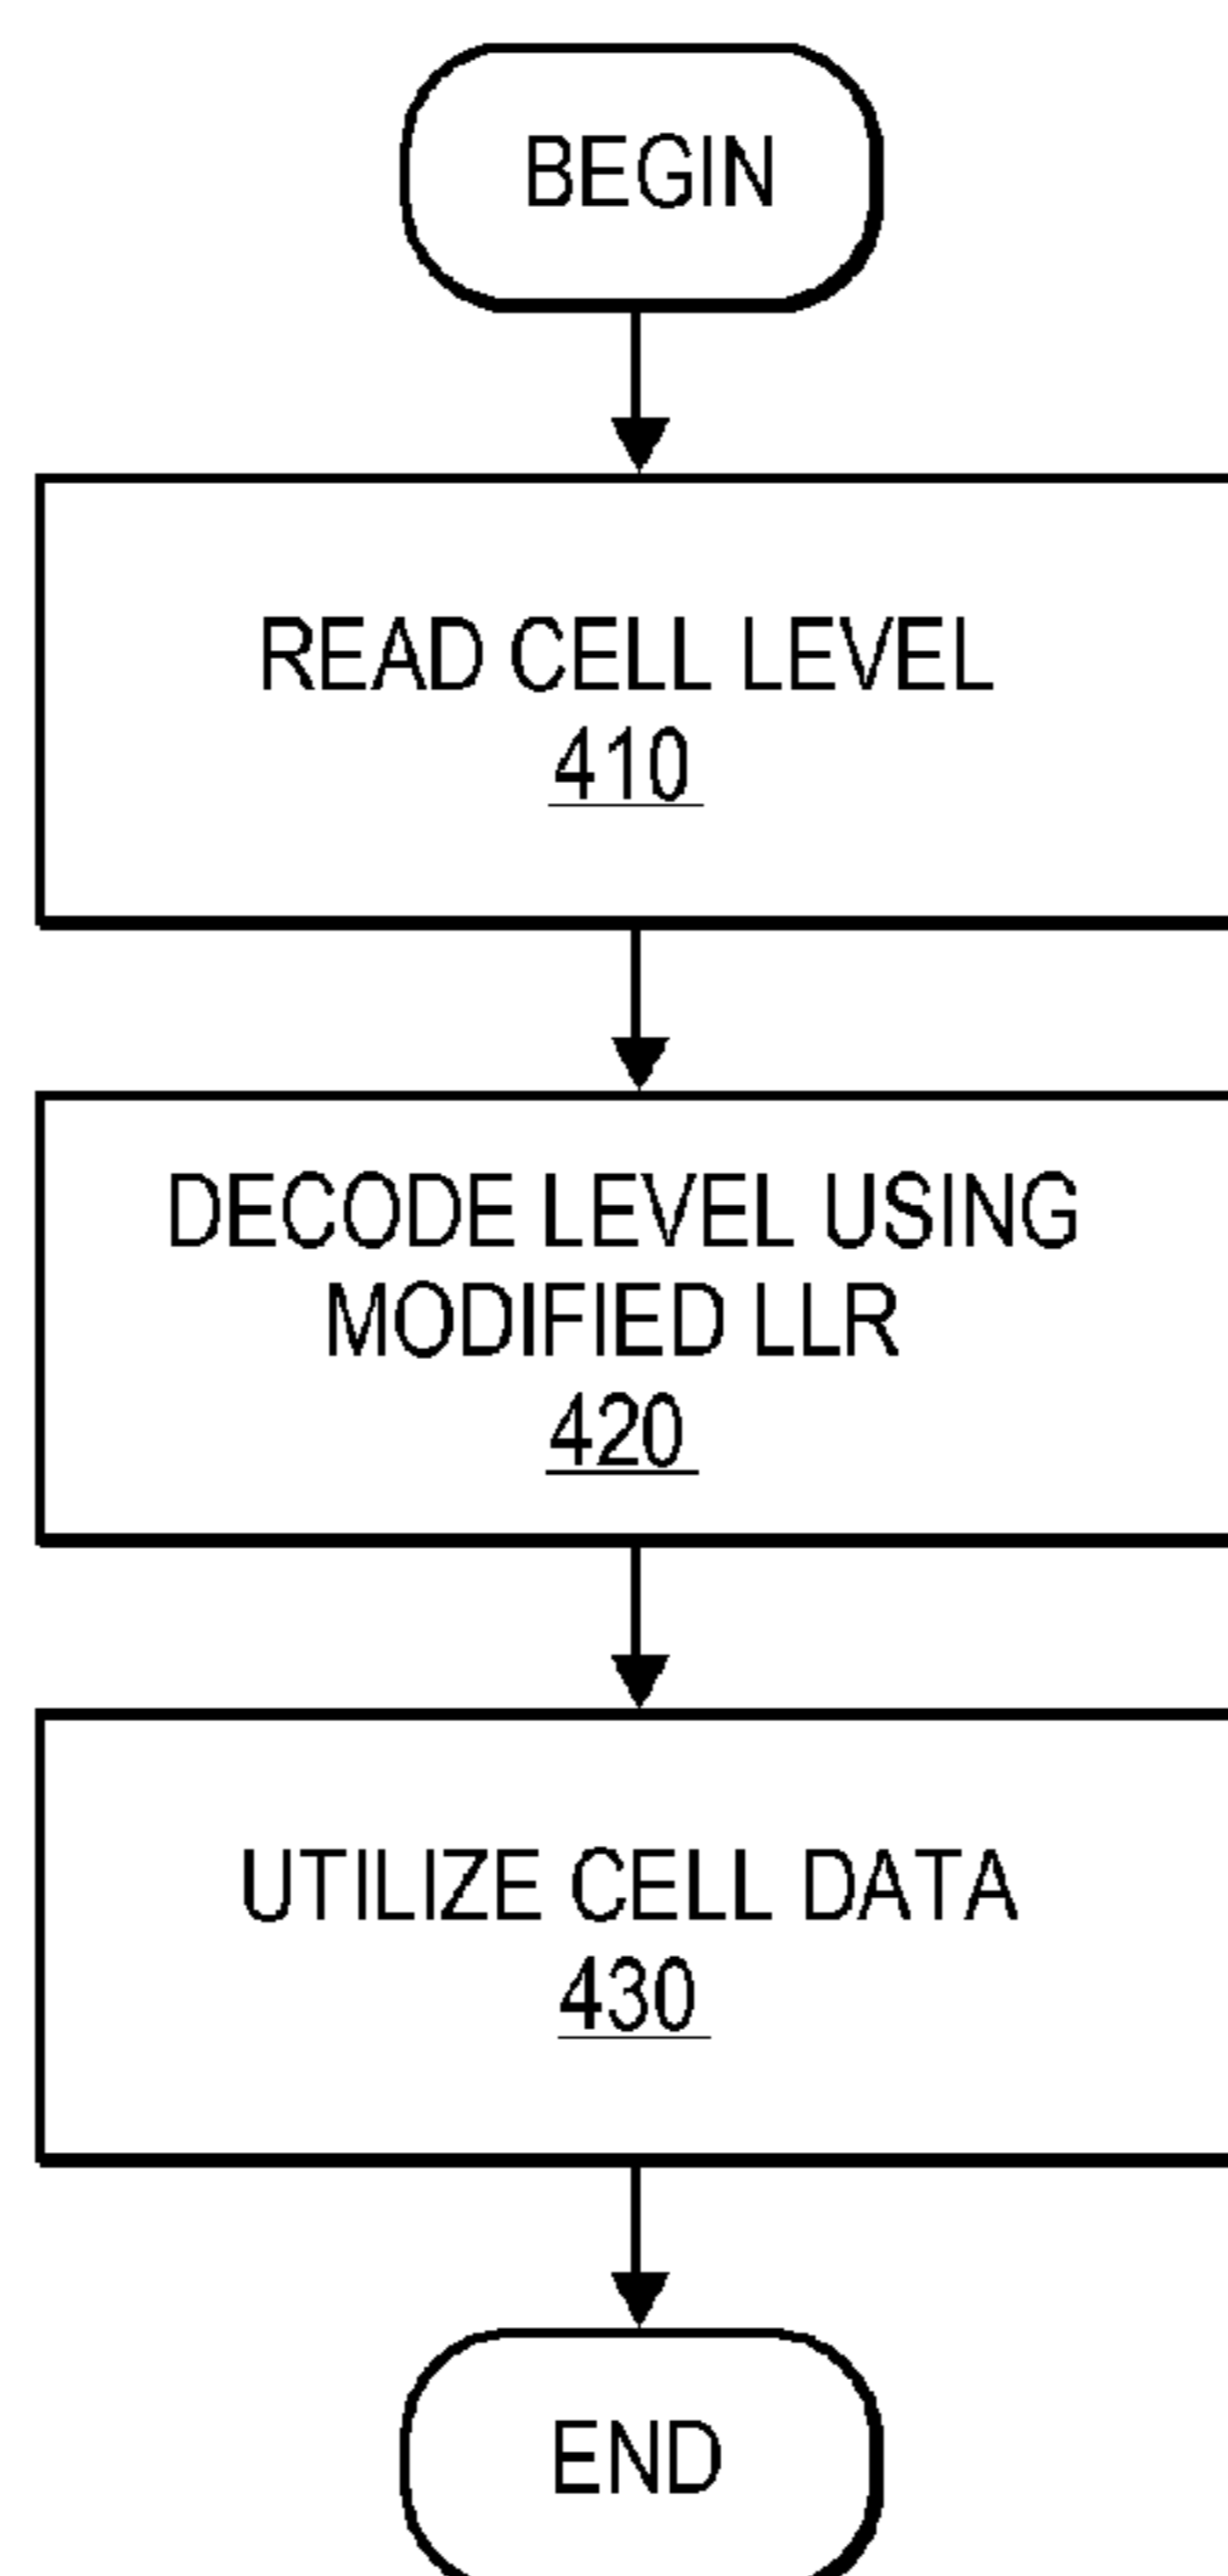 BEGIN
READ CELL LEVEL
410
DECODE LEVEL USING
MODIFIED LLR
420
UTILIZE CELL DATA
430
END